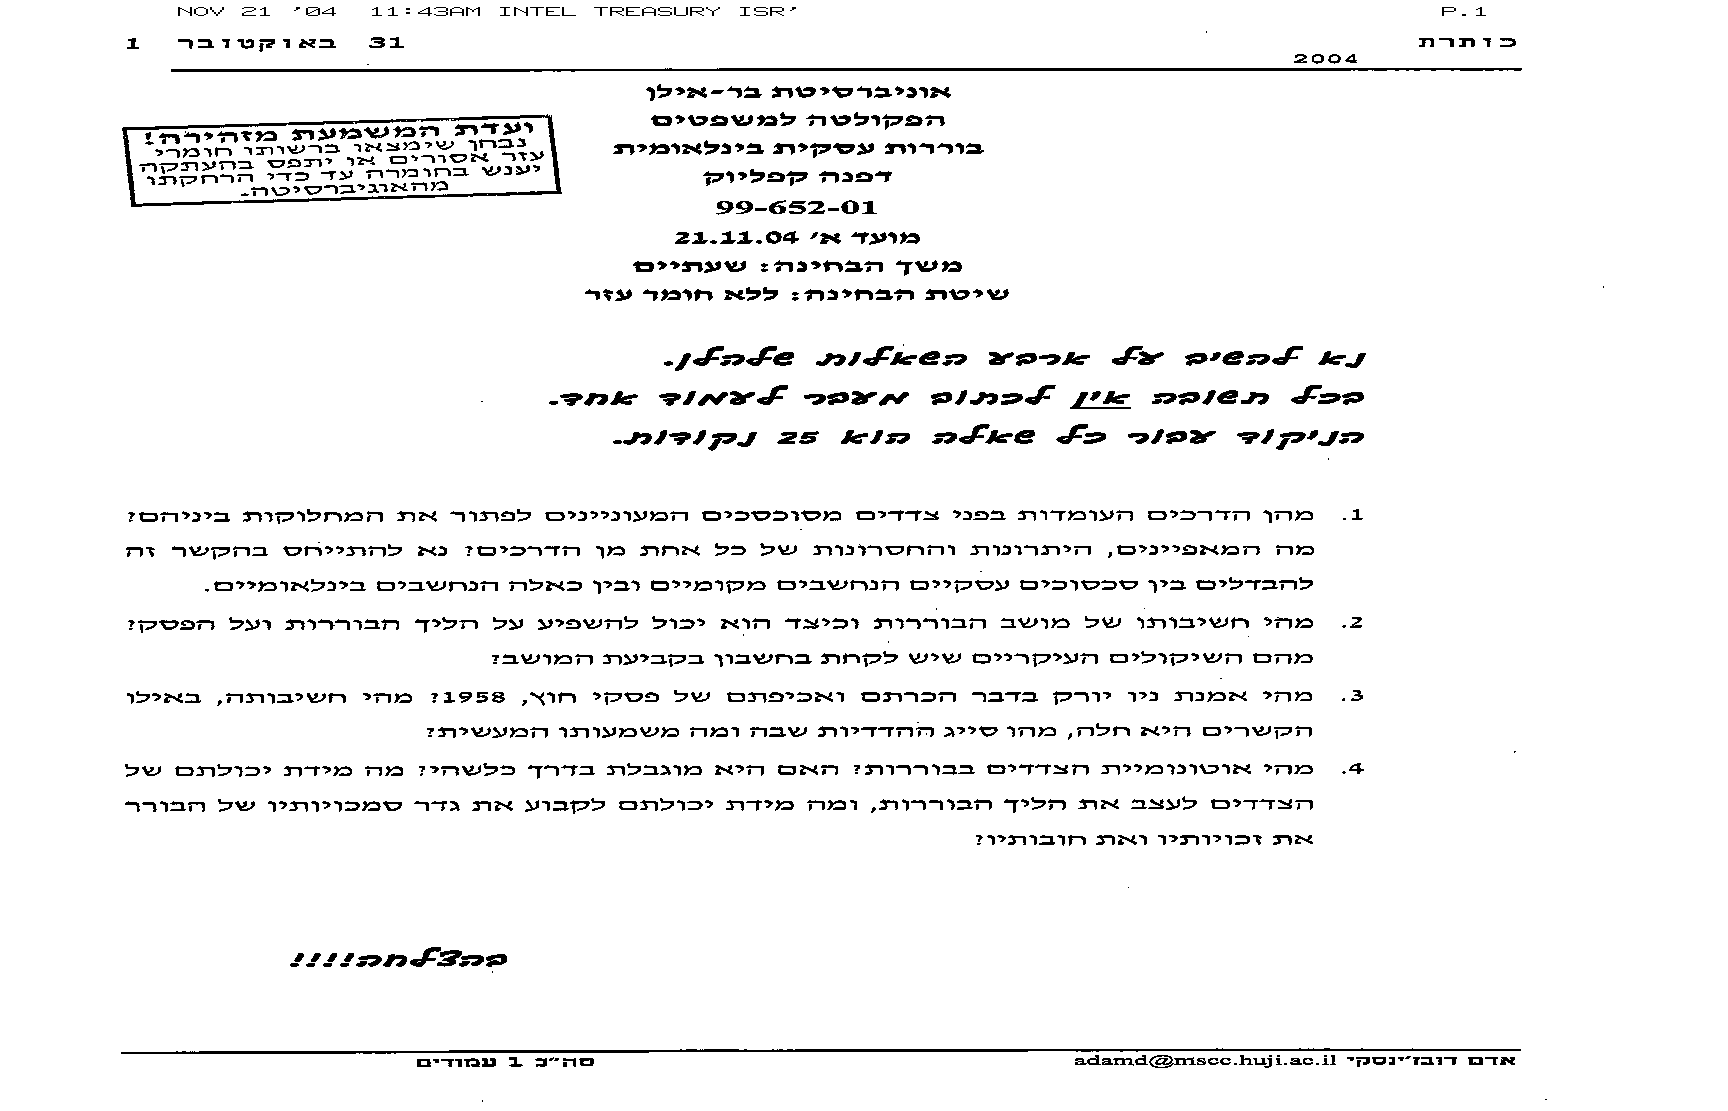 NOV 21 '04 11:43AM INTEL TREASURY ISR' P.1
כותרת 31 באוקטובר 1
2004
אוניברסיטת בר-אילן
הפקולטה למשפטים
בוררות עסקית בינלאומית
דפנה קפליוק
99-652-01
מועד א' 21.11.04
משך הבחינה: שעתיים
שיטת הבחינה: ללא חומר עזר
ועדת המשמעת מזהירה!
נבחן שימצאו ברשותו חומרי
עזר אסורים או יתפס בהעתקה
יענש בחומרה עד כדי הרחקתו
מהאוניברסיטה.
נא להשיב על ארבע השאלות שלהלן.
בכל תשובה אין לכתוב מעבר לעמוד אחד.
הניקוד עבור כל שאלה הוא 25 נקודות.
1. מהן הדרכים העומדות בפני צדדים מסוכסכים המעוניינים לפתור את המחלוקות ביניהם?
מה המאפיינים, היתרונות והחסרונות של כל אחת מן הדרכים? נא להתייחס בהקשר זה
להבדלים בין סכסוכים עסקיים הנחשבים מקומיים ובין כאלה הנחשבים בינלאומיים.
2. מהי חשיבותו של מושב הבוררות וכיצד הוא יכול להשפיע על הליך הבוררות ועל הפסק?
מהם השיקולים העיקריים שיש לקחת בחשבון בקביעת המושב?
3. מהי אמנת ניו יורק בדבר הכרתם ואכיפתם של פסקי חוץ, 1958? מהי חשיבותה, באילו
הקשרים היא חלה, מהו סייג ההדדיות שבה ומה משמעותו המעשית?
4. מהי אוטונומיית הצדדים בבוררות? האם היא מוגבלת בדרך כלשהי? מה מידת יכולתם של
הצדדים לעצב את הליך הבוררות, ומה מידת יכולתם לקבוע את גדר סמכויותיו של הבורר
את זכויותיו ואת חובותיו?
בהצלחה!!!!
אדם דובז'ינסקי adamd@mscc.huji.ac.il סה"כ 1 עמודים